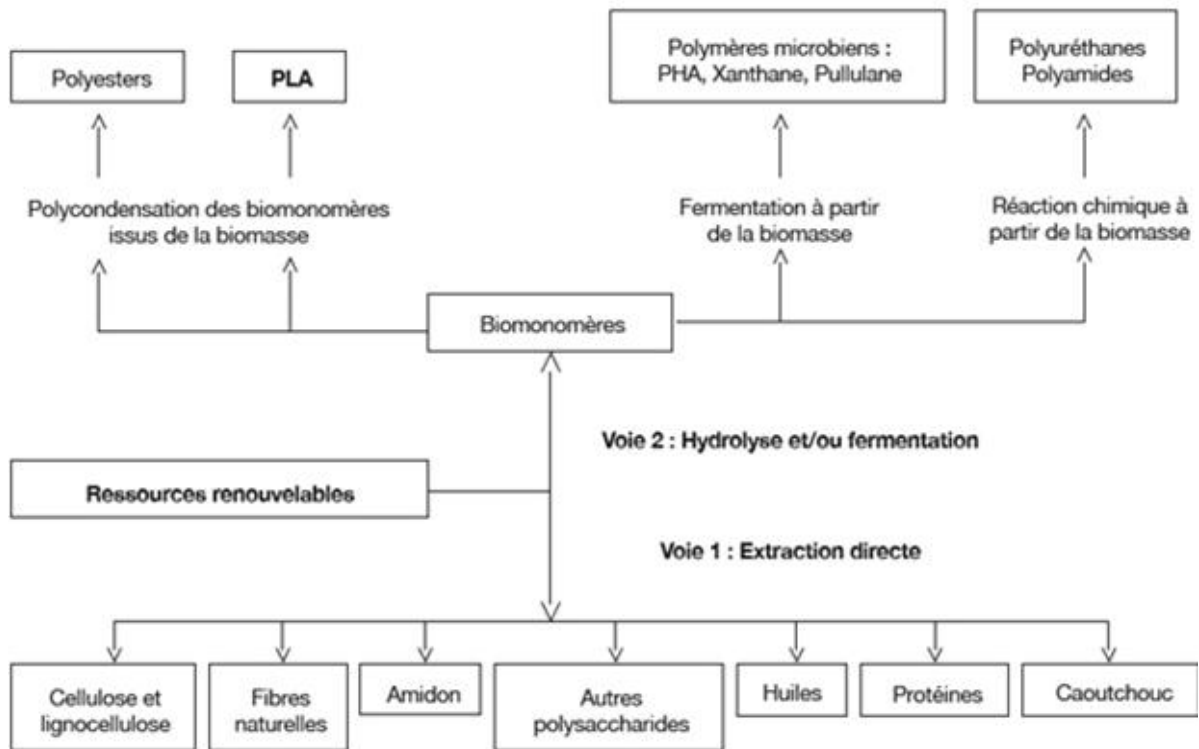 Polyesters
PLA
Polymères microbiens :
PHA, Xanthane, Pullulane
Polyuréthanes
Polyamides
Polycondensation des biomonomères
issus de la biomasse
Fermentation à partir
de la biomasse
Réaction chimique à
partir de la biomasse
Biomonomères
Voie 2 : Hydrolyse et/ou fermentation
Ressources renouvelables
Voie 1 : Extraction directe
Cellulose et
lignocellulose
Fibres
naturelles
Amidon
Autres
polysaccharides
Huiles
Protéines
Caoutchouc